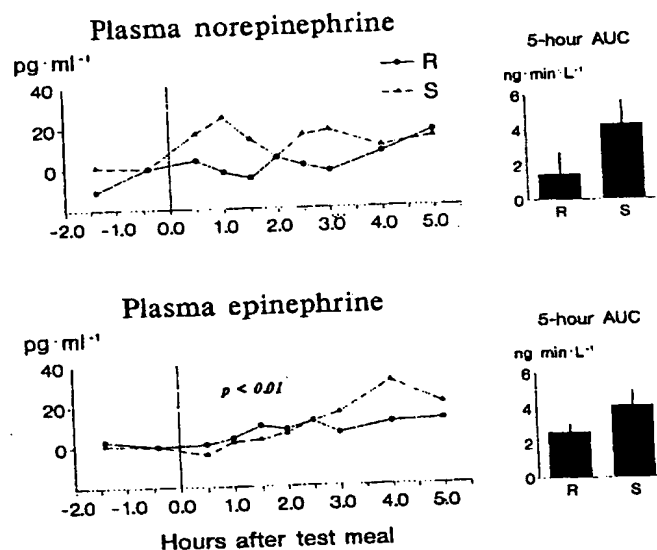 Plasma norepinephrine
pg·ml⁻¹
R
S
40
20
0
-2.0 -1.0 0.0 1.0 2.0 3.0 4.0 5.0
5-hour AUC
ng·min·L⁻¹
6
4
2
0
R S
Plasma epinephrine
pg·ml⁻¹
40
20
0
p < 0.01
-2.0 -1.0 0.0 1.0 2.0 3.0 4.0 5.0
Hours after test meal
5-hour AUC
ng min·L⁻¹
6
4
2
0
R S